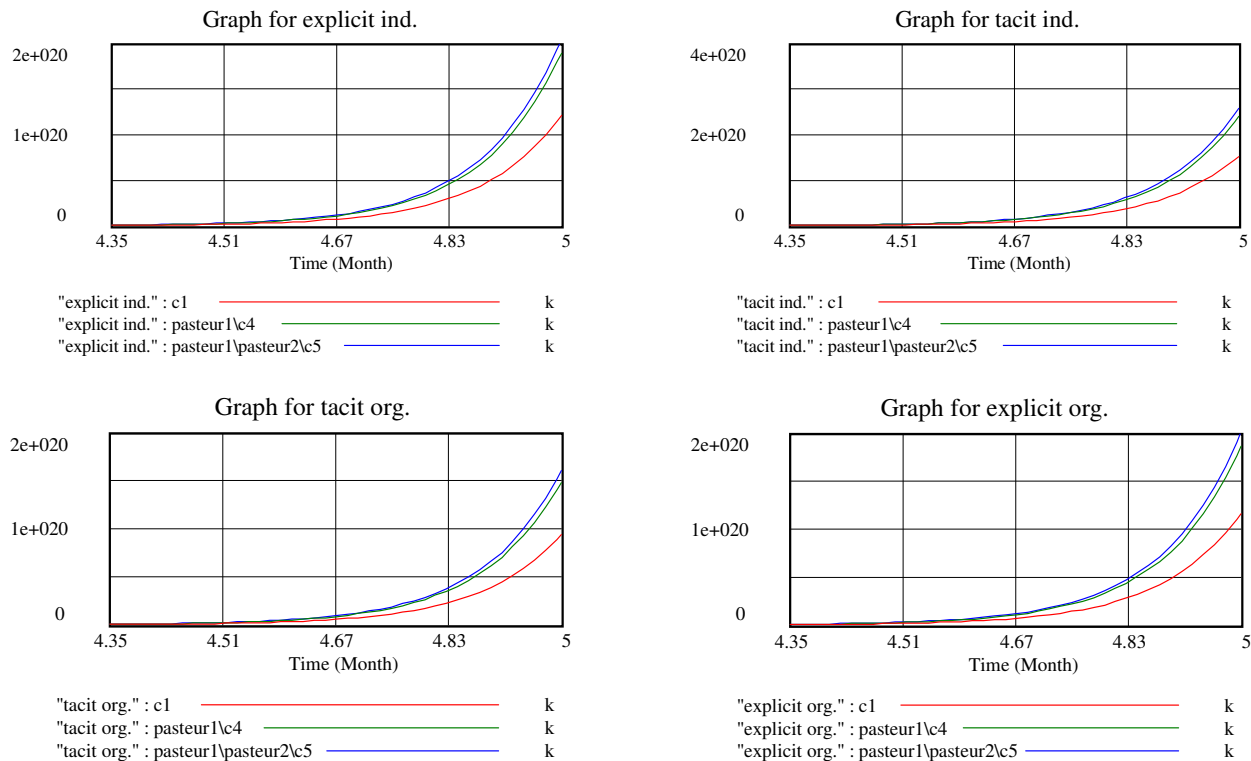 Graph for explicit ind.
2e+020
1e+020
0
4.35 4.51 4.67 4.83 5
Time (Month)
"explicit ind." : c1 k
"explicit ind." : pasteur1\c4 k
"explicit ind." : pasteur1\pasteur2\c5 k
Graph for tacit ind.
4e+020
2e+020
0
4.35 4.51 4.67 4.83 5
Time (Month)
"tacit ind." : c1 k
"tacit ind." : pasteur1\c4 k
"tacit ind." : pasteur1\pasteur2\c5 k
Graph for tacit org.
2e+020
1e+020
0
4.35 4.51 4.67 4.83 5
Time (Month)
"tacit org." : c1 k
"tacit org." : pasteur1\c4 k
"tacit org." : pasteur1\pasteur2\c5 k
Graph for explicit org.
2e+020
1e+020
0
4.35 4.51 4.67 4.83 5
Time (Month)
"explicit org." : c1 k
"explicit org." : pasteur1\c4 k
"explicit org." : pasteur1\pasteur2\c5 k